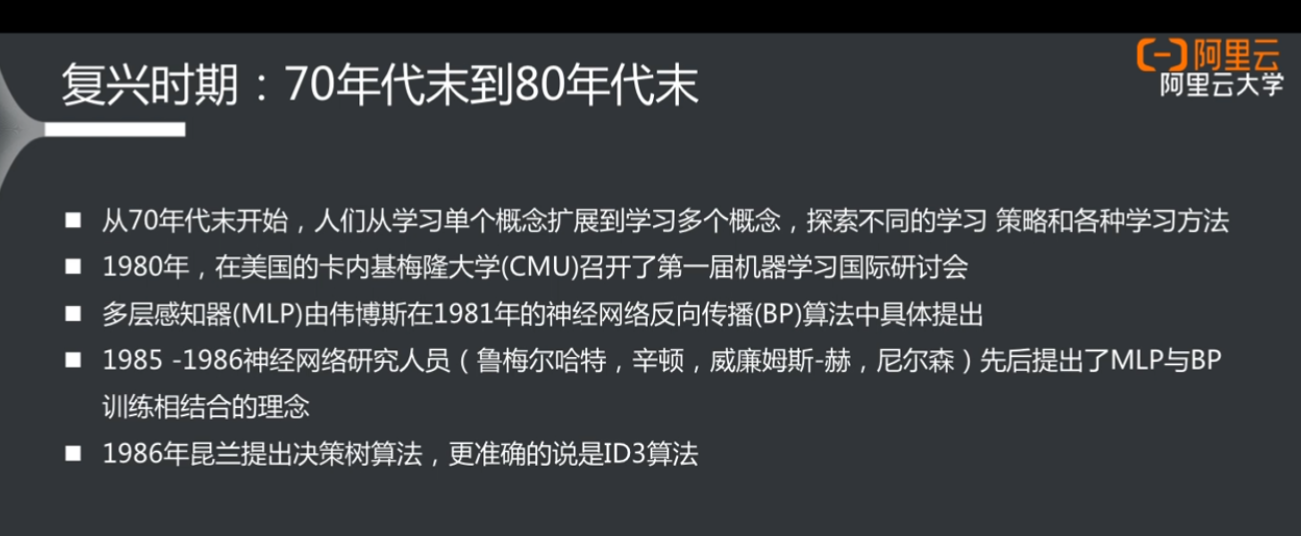 复兴时期：70年代末到80年代末
阿里云
阿里云大学
■ 从70年代末开始，人们从学习单个概念扩展到学习多个概念，探索不同的学习 策略和各种学习方法
■ 1980年，在美国的卡内基梅隆大学(CMU)召开了第一届机器学习国际研讨会
■ 多层感知器(MLP)由伟博斯在1981年的神经网络反向传播(BP)算法中具体提出
■ 1985 -1986神经网络研究人员（鲁梅尔哈特，辛顿，威廉姆斯-赫，尼尔森）先后提出了MLP与BP
训练相结合的理念
■ 1986年昆兰提出决策树算法，更准确的说是ID3算法